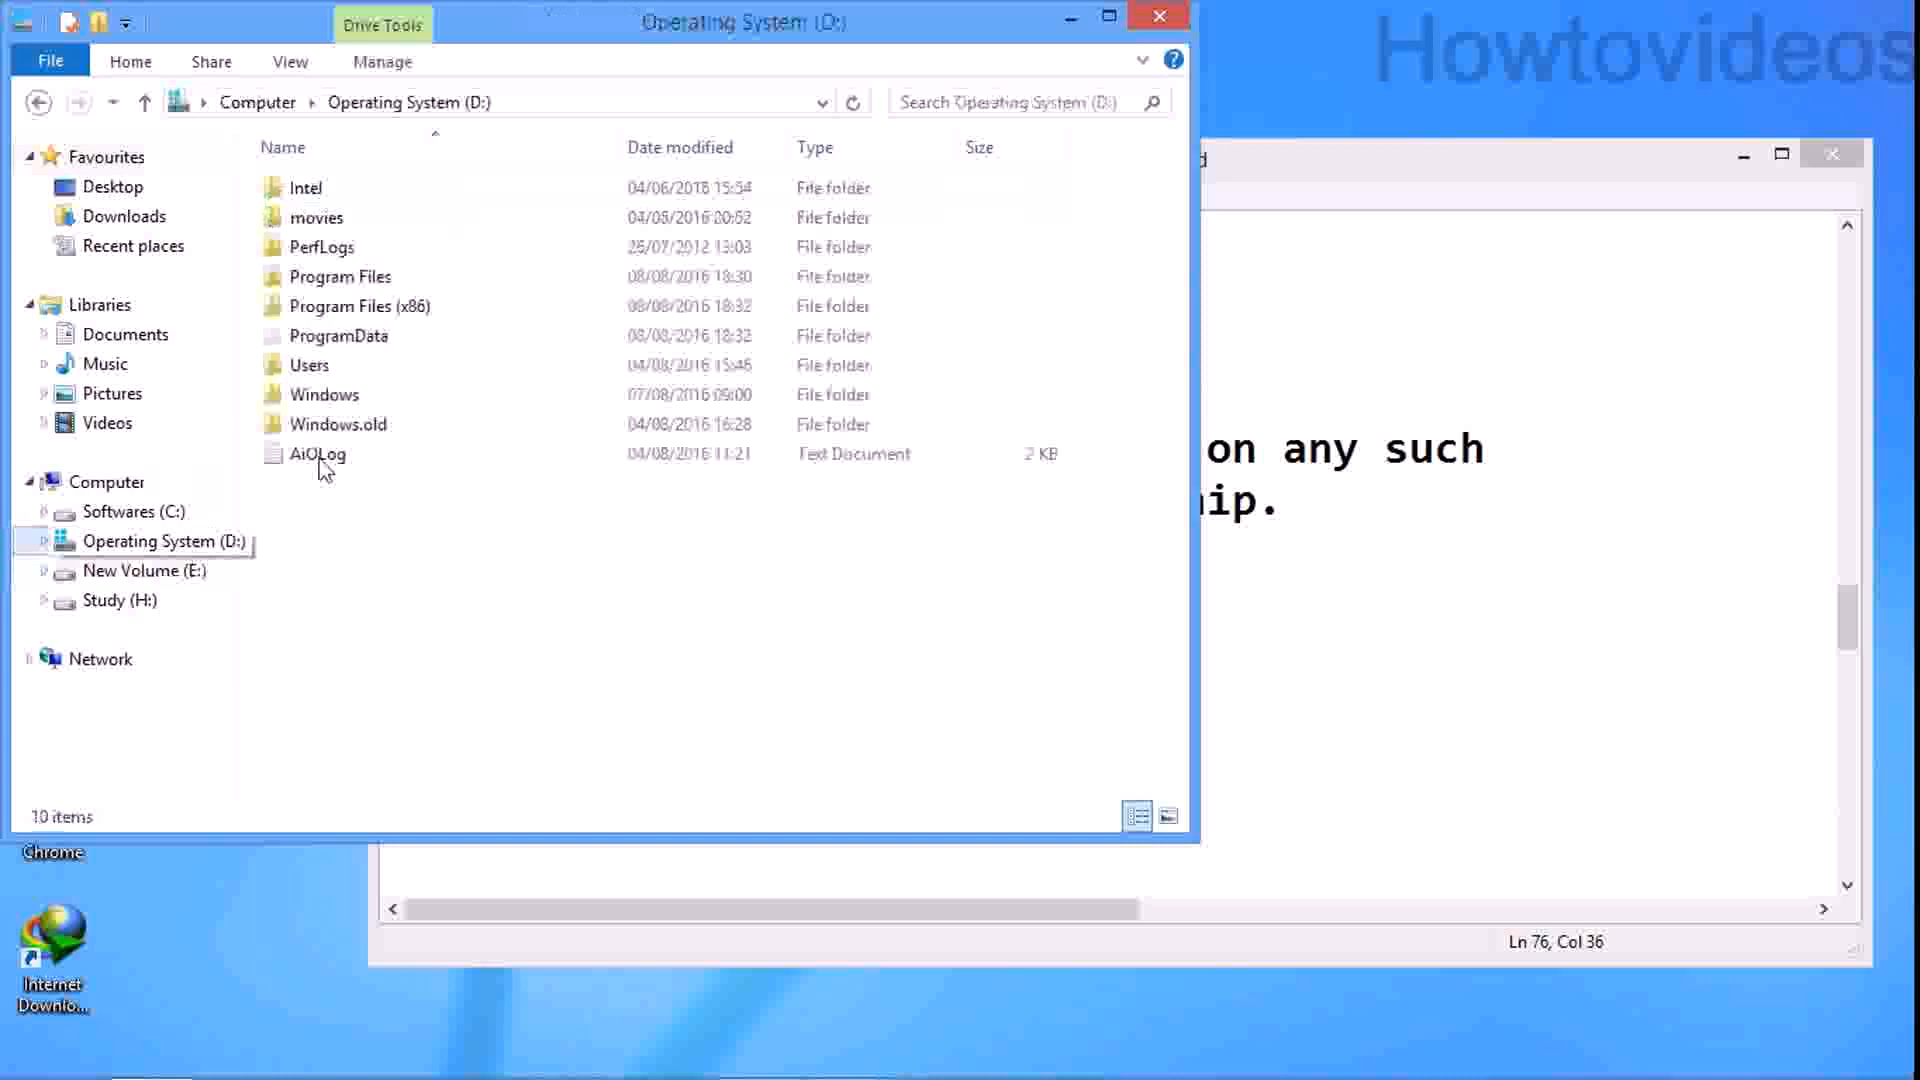 Drive Tools
Operating System (D:)
Howtovideos
File
Home
Share
View
Manage
Computer
Operating System (D:)
Search Operating System (D:)
Name
Date modified
Type
Size
Favourites
Desktop
Downloads
Recent places
Libraries
Documents
Music
Pictures
Videos
Computer
Softwares (C:)
Operating System (D:)
New Volume (E:)
Study (H:)
Network
Intel 04/06/2016 15:54 File folder
movies 04/08/2016 20:52 File folder
PerfLogs 26/07/2012 13:03 File folder
Program Files 08/08/2016 18:30 File folder
Program Files (x86) 08/08/2016 18:32 File folder
ProgramData 08/08/2016 18:32 File folder
Users 04/08/2016 15:46 File folder
Windows 07/08/2016 09:00 File folder
Windows.old 04/08/2016 16:28 File folder
AiOLog 04/08/2016 11:21 Text Document 2 KB
10 items
d
on any such
hip.
Ln 76, Col 36
Chrome
Internet
Downlo...